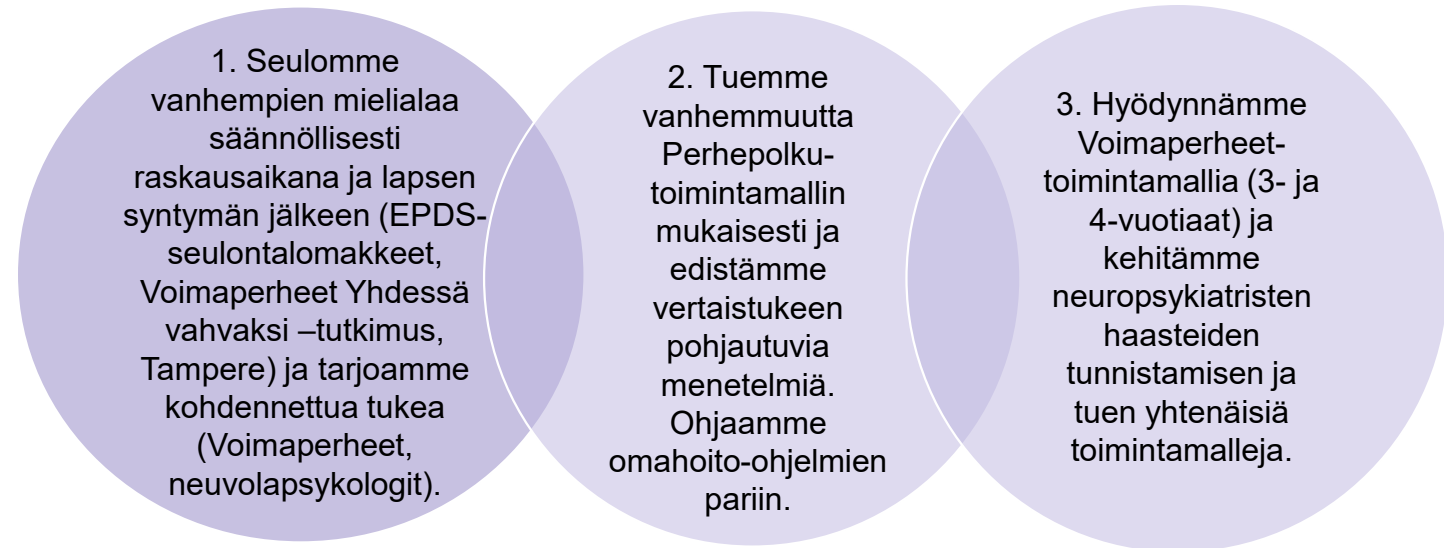 1. Seulomme
vanhempien mielialaa
säännöllisesti
raskausaikana ja lapsen
syntymän jälkeen (EPDS-
seulontalomakkeet,
Voimaperheet Yhdessä
vahvaksi –tutkimus,
Tampere) ja tarjoamme
kohdennettua tukea
(Voimaperheet,
neuvolapsykologit).
2. Tuemme
vanhemmuutta
Perhepolku-
toimintamallin
mukaisesti ja
edistämme
vertaistukeen
pohjautuvia
menetelmiä.
Ohjaamme
omahoito-ohjelmien
pariin.
3. Hyödynnämme
Voimaperheet-
toimintamallia (3- ja
4-vuotiaat) ja
kehitämme
neuropsykiatristen
haasteiden
tunnistamisen ja
tuen yhtenäisiä
toimintamalleja.